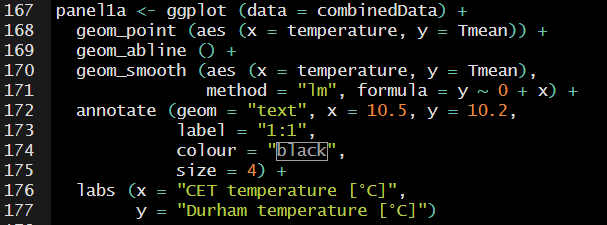 167 panel1a <- ggplot (data = combinedData) +
168   geom_point (aes (x = temperature, y = Tmean)) +
169   geom_abline () +
170   geom_smooth (aes (x = temperature, y = Tmean),
171                method = "lm", formula = y ~ 0 + x) +
172   annotate (geom = "text", x = 10.5, y = 10.2,
173             label = "1:1",
174             colour = "black",
175             size = 4) +
176   labs (x = "CET temperature [°C]",
177         y = "Durham temperature [°C]")